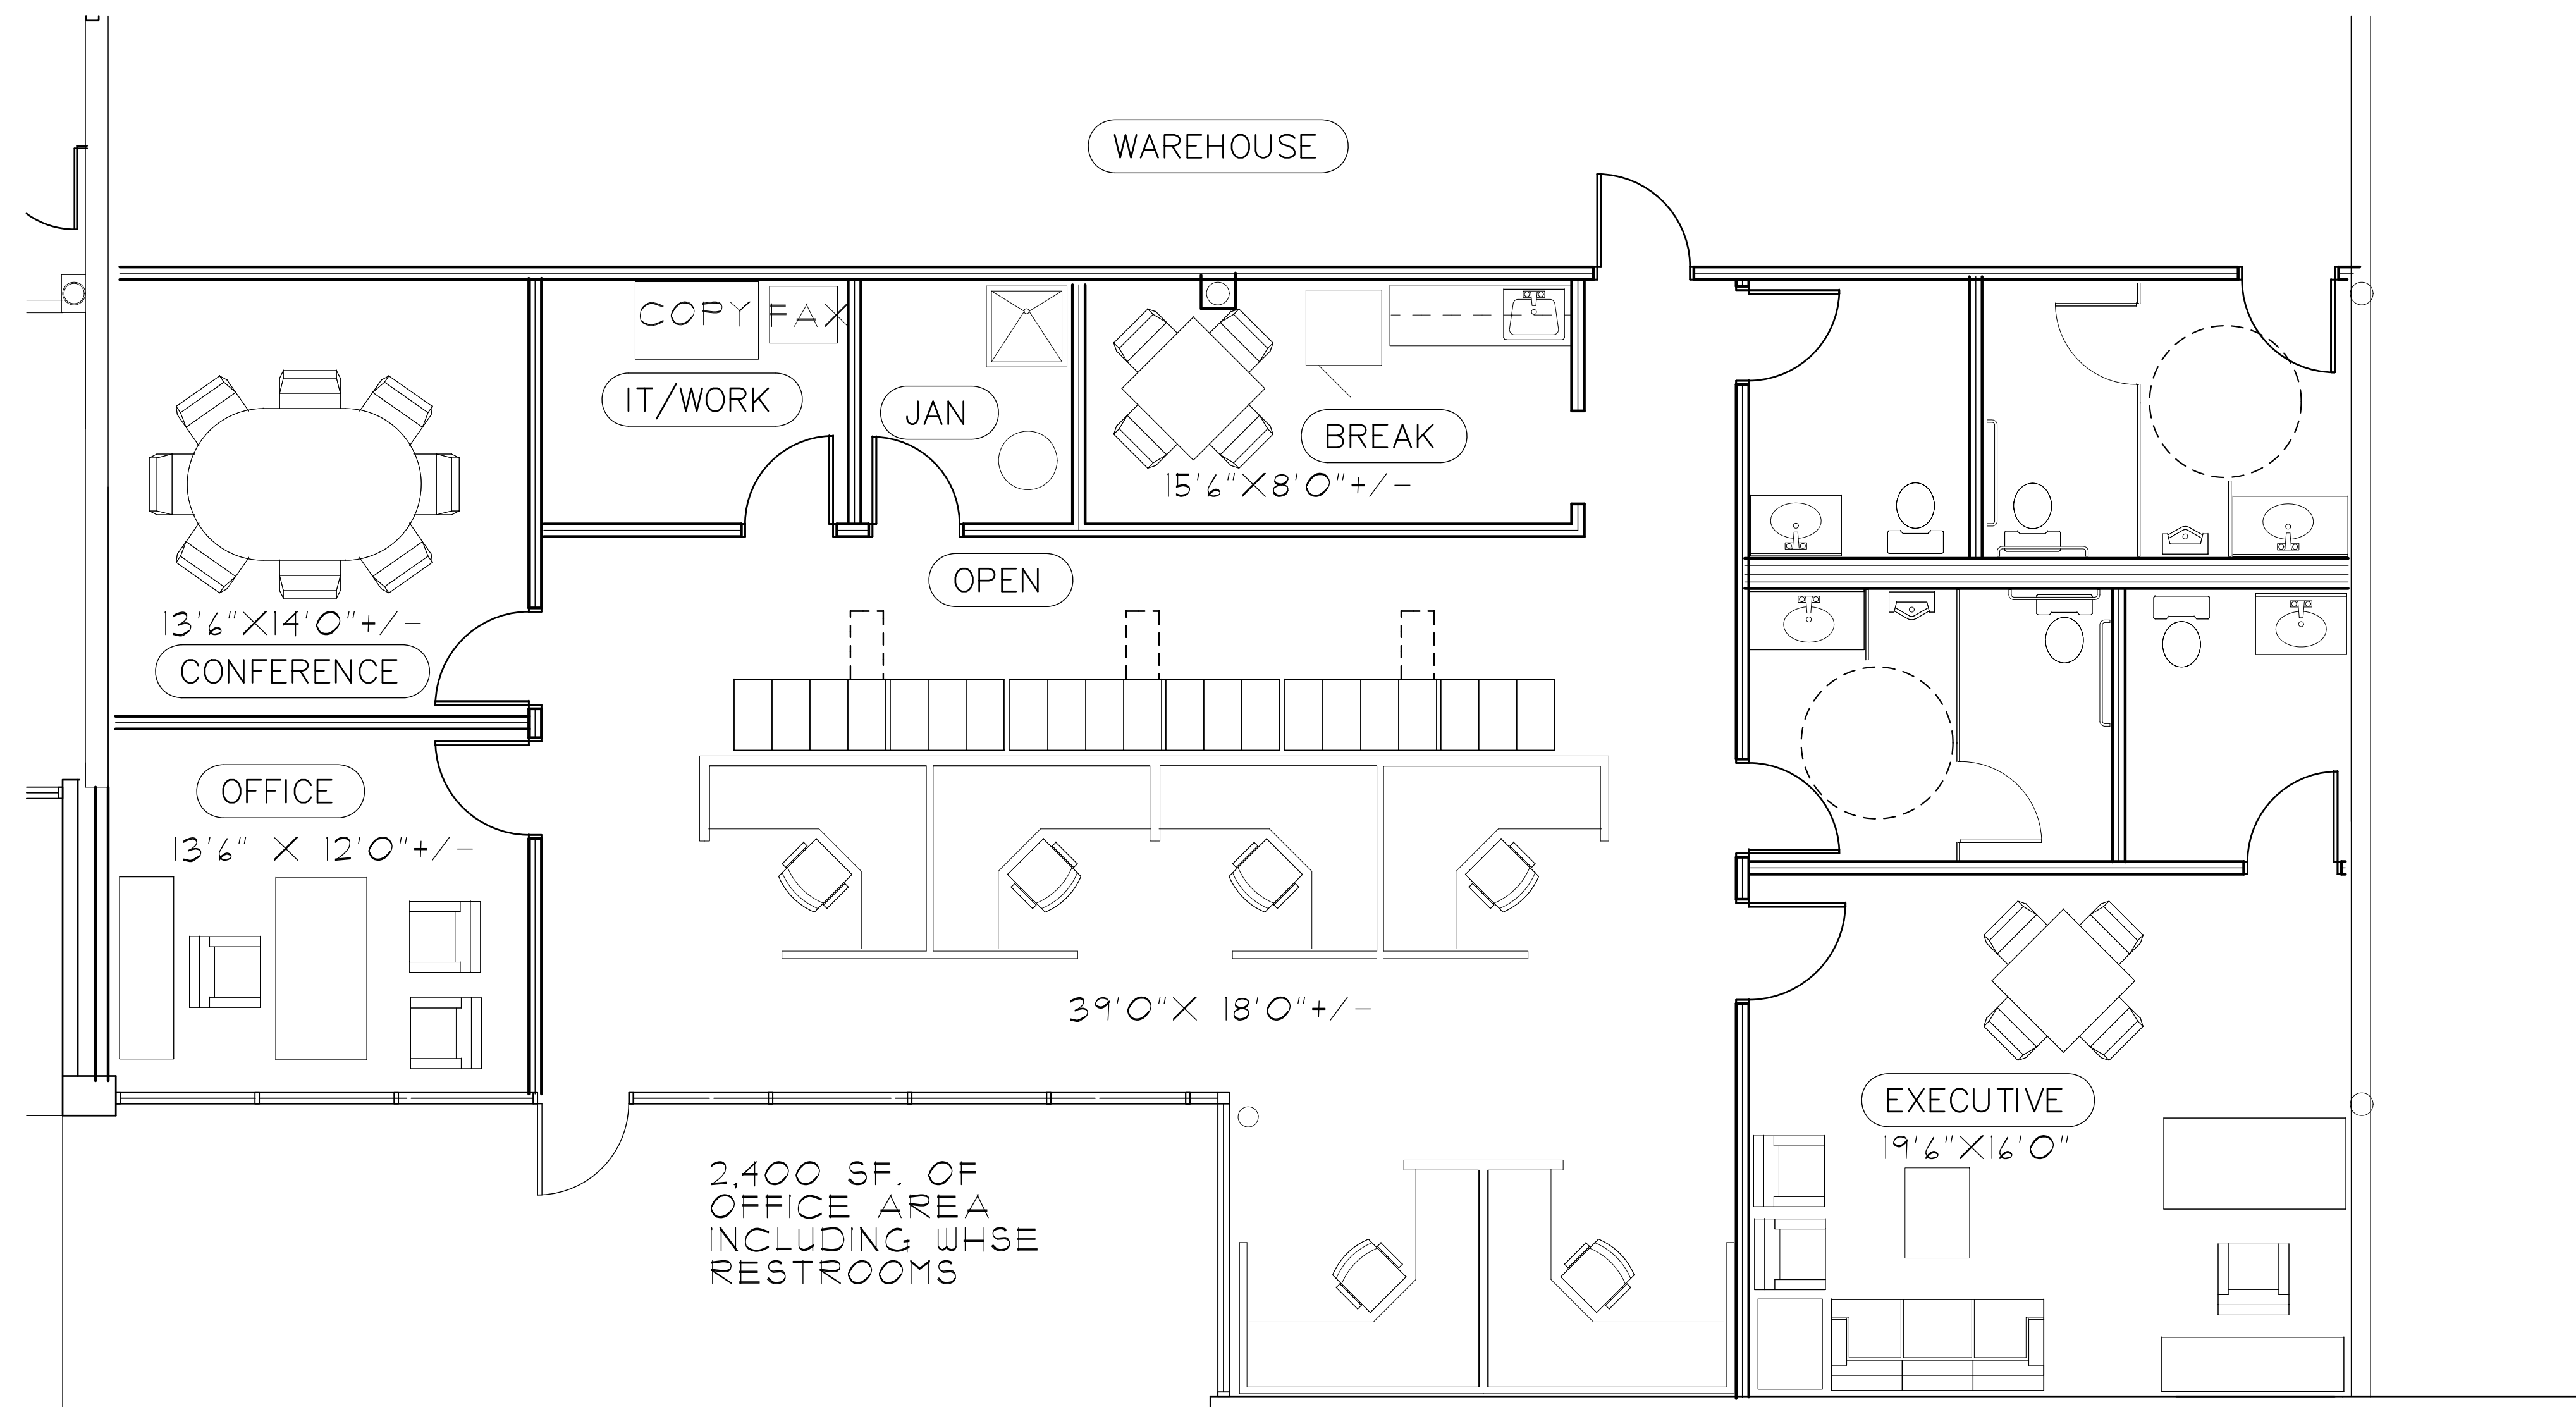 WAREHOUSE
COPY FAX
IT/WORK
JAN
BREAK
15'6"X8'0"+/-
OPEN
13'6"X14'0"+/-
CONFERENCE
OFFICE
13'6" X 12'0"+/-
39'0"X 18'0"+/-
EXECUTIVE
19'6"X16'0"
2,400 SF. OF
OFFICE AREA
INCLUDING WHSE
RESTROOMS